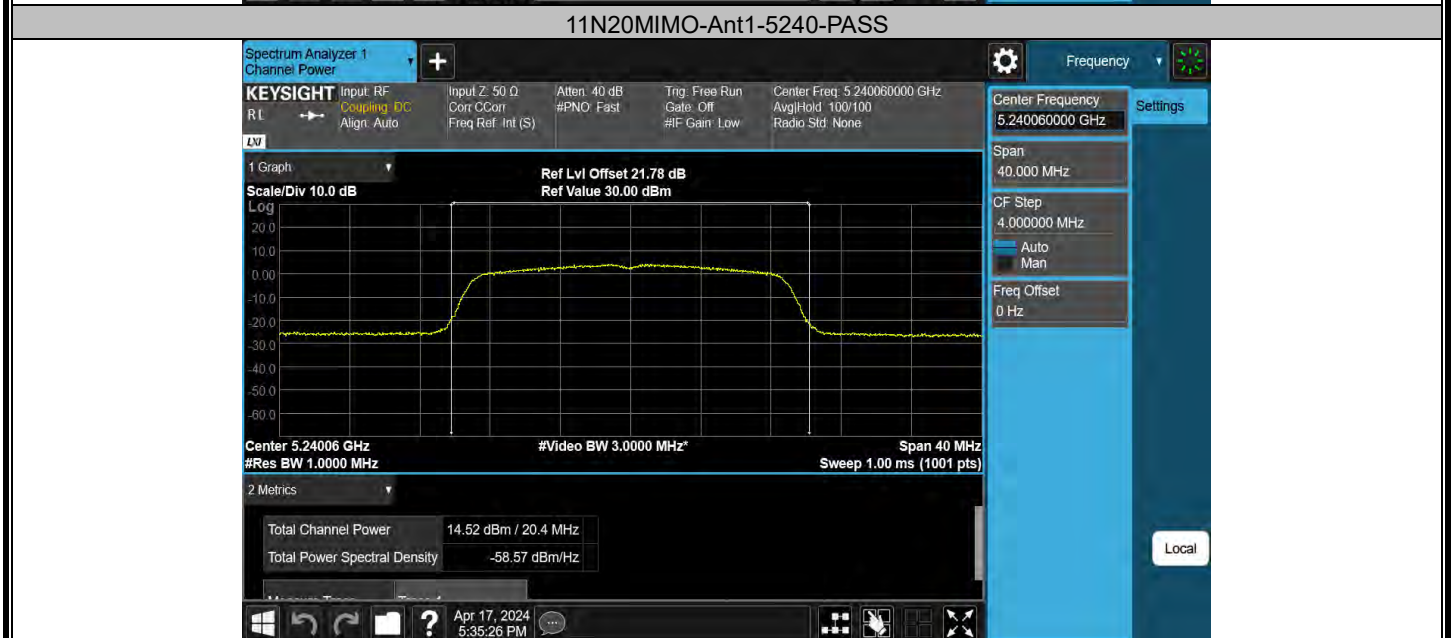 11N20MIMO-Ant1-5240-PASS
Spectrum Analyzer 1
Channel Power
Frequency
KEYSIGHT
RL
LXI
Input: RF
Coupling: DC
Align: Auto
Input Z: 50 Ω
Corr CCorr
Freq Ref: Int (S)
Atten: 40 dB
#PNO: Fast
Trig: Free Run
Gate: Off
#IF Gain: Low
Center Freq: 5.240060000 GHz
Avg|Hold: 100/100
Radio Std: None
Center Frequency
5.240060000 GHz
Settings
Span
40.000 MHz
CF Step
4.000000 MHz
Auto
Man
Freq Offset
0 Hz
1 Graph
Scale/Div 10.0 dB
Ref Lvl Offset 21.78 dB
Ref Value 30.00 dBm
Log
20.0
10.0
0.00
-10.0
-20.0
-30.0
-40.0
-50.0
-60.0
Center 5.24006 GHz
#Video BW 3.0000 MHz*
Span 40 MHz
#Res BW 1.0000 MHz
Sweep 1.00 ms (1001 pts)
2 Metrics
Total Channel Power 14.52 dBm / 20.4 MHz
Total Power Spectral Density -58.57 dBm/Hz
Local
Apr 17, 2024
5:35:26 PM